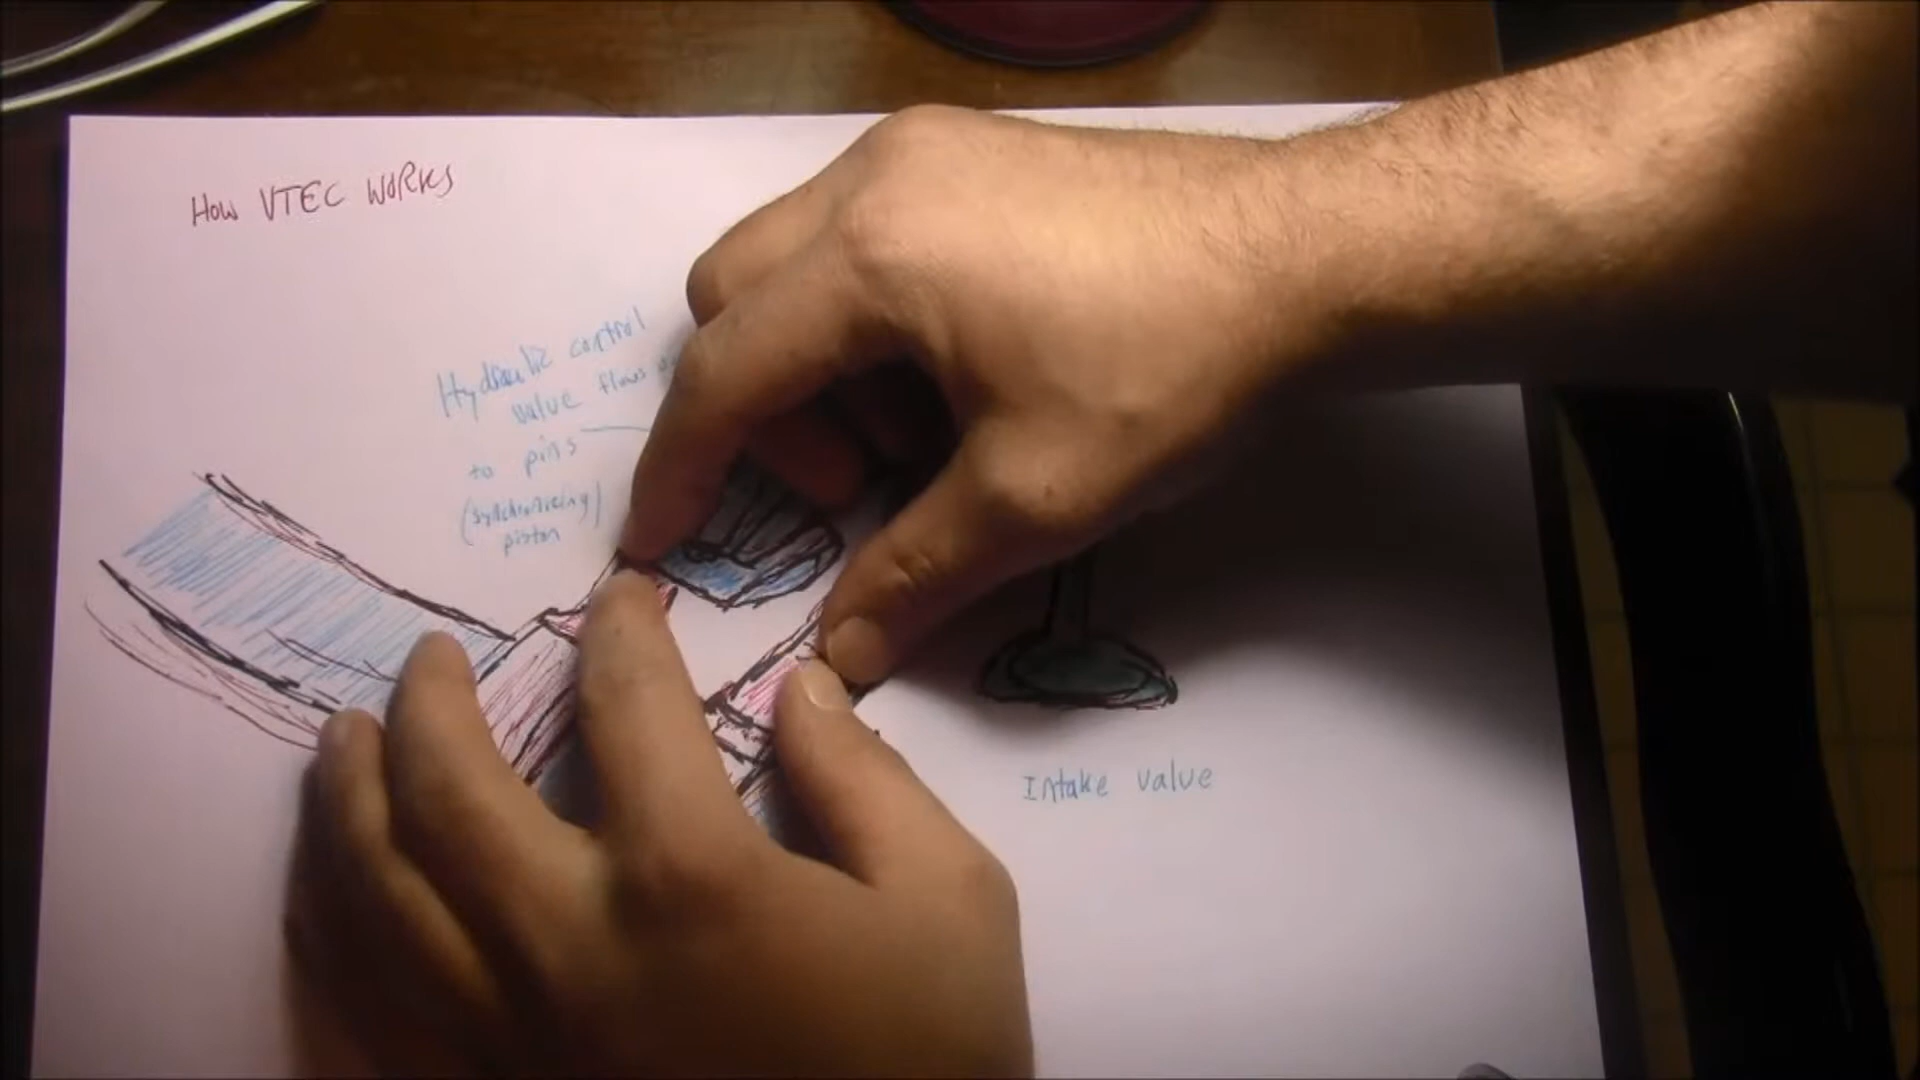 How VTEC WORKS
Hydraulic control
value flows
to pins
(synchronizing)
piston
Intake value